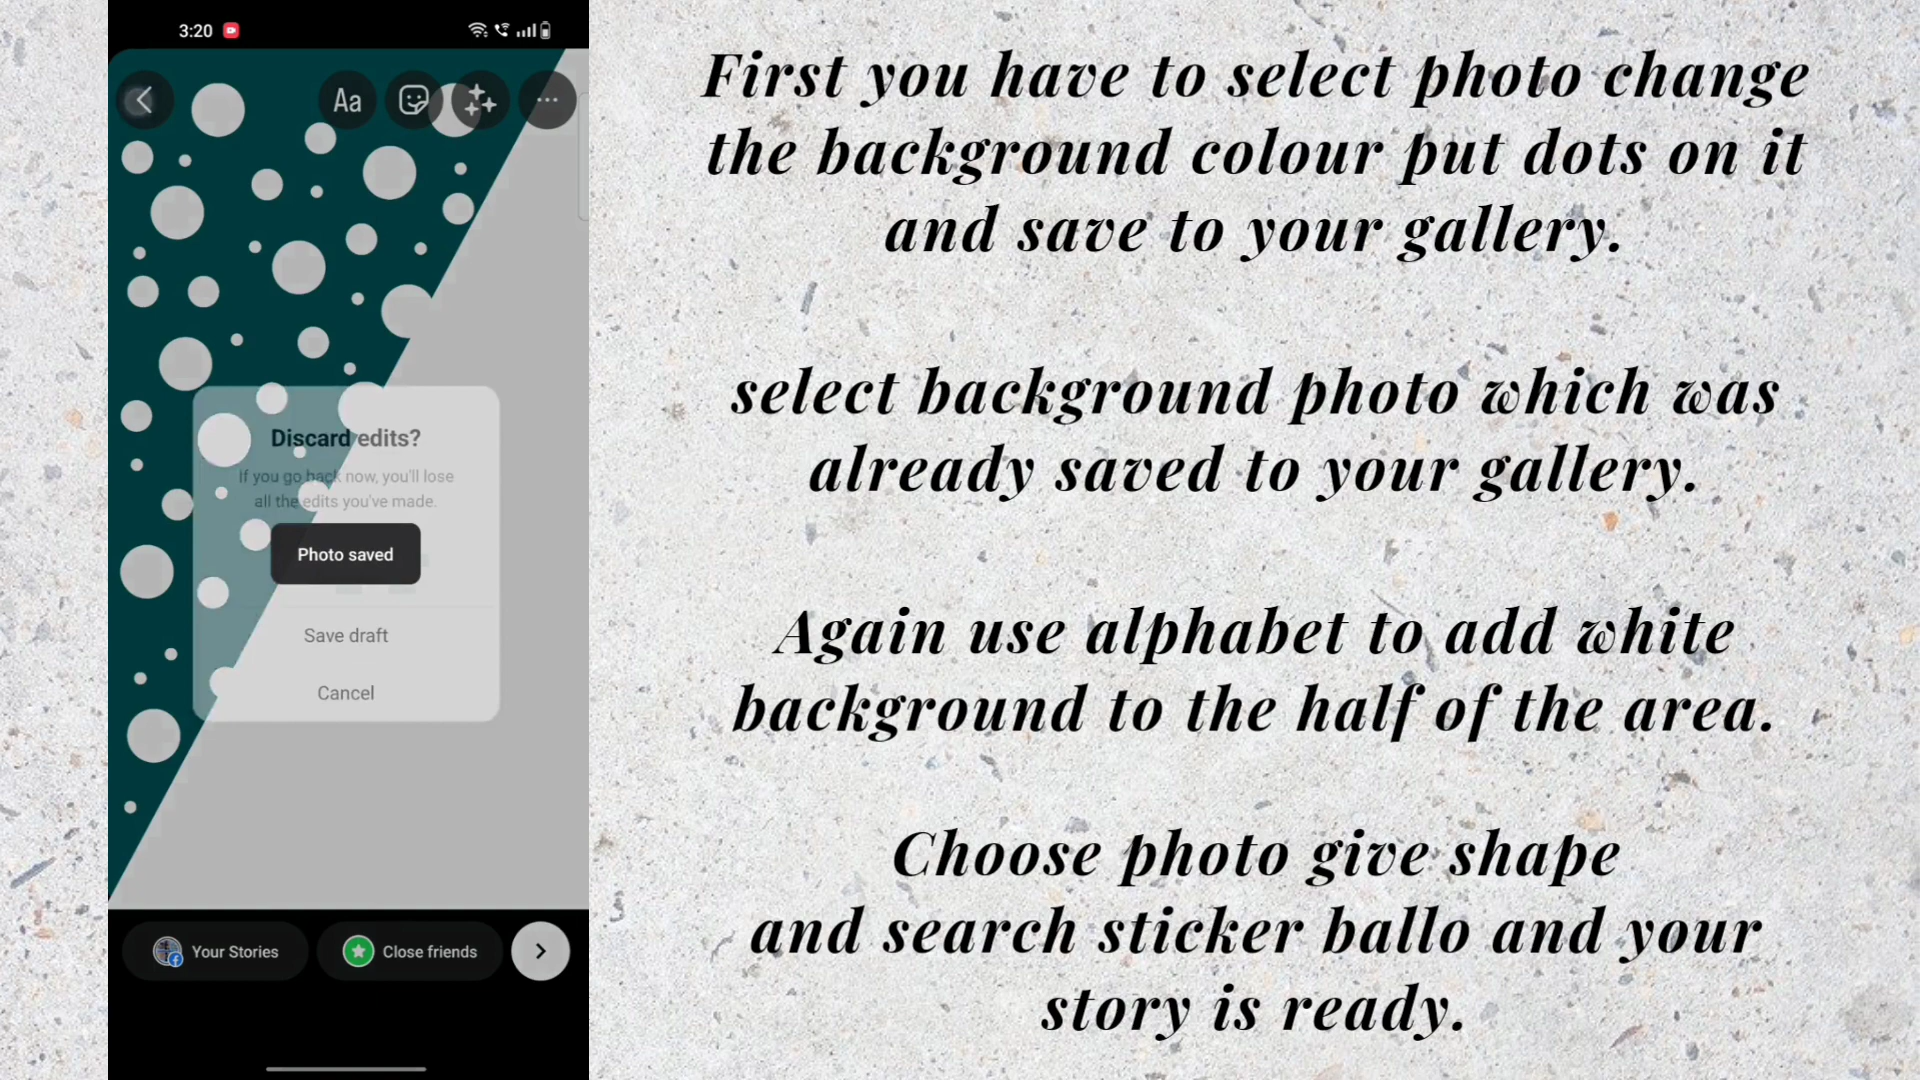 3:20
Aa
Discard edits?
If you go back now, you'll lose
all the edits you've made.
Photo saved
Save draft
Cancel
Your Stories
Close friends
First you have to select photo change
the background colour put dots on it
and save to your gallery.
select background photo which was
already saved to your gallery.
Again use alphabet to add white
background to the half of the area.
Choose photo give shape
and search sticker ballo and your
story is ready.